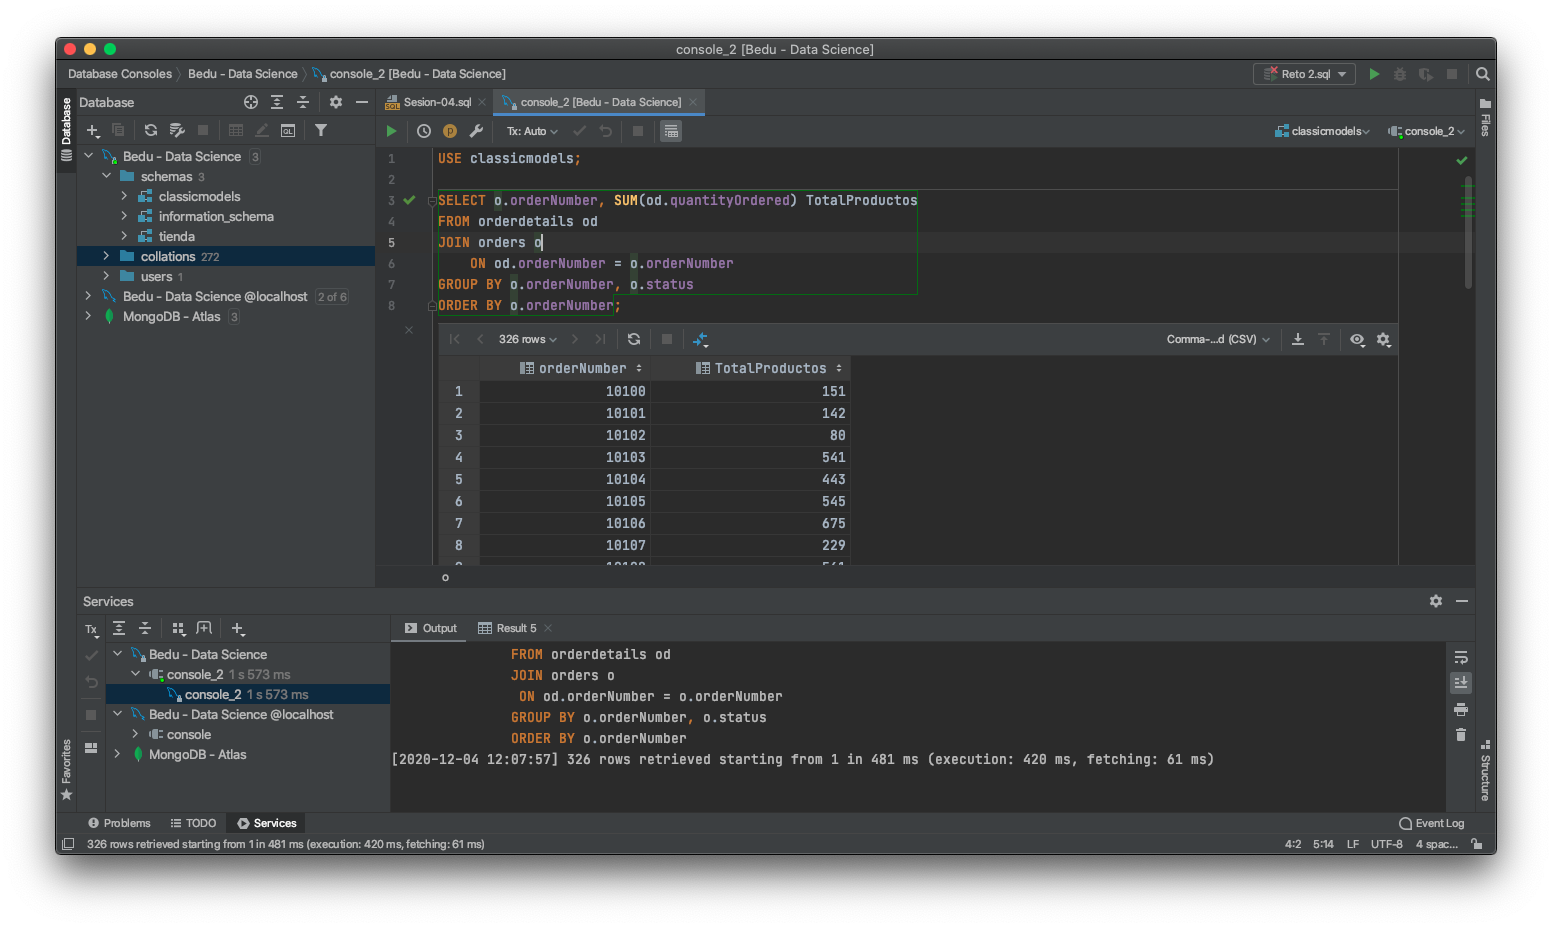 console_2 [Bedu - Data Science]
Database Consoles Bedu - Data Science console_2 [Bedu - Data Science]
Reto 2.sql
Database
Files
Database
Sesion-04.sql
console_2 [Bedu - Data Science]
Tx: Auto
classicmodels
console_2
Bedu - Data Science 3
schemas 3
classicmodels
information_schema
tienda
collations 272
users 1
Bedu - Data Science @localhost 2 of 6
MongoDB - Atlas 3
1 USE classicmodels;
2
3 SELECT o.orderNumber, SUM(od.quantityOrdered) TotalProductos
4 FROM orderdetails od
5 JOIN orders o
6 ON od.orderNumber = o.orderNumber
7 GROUP BY o.orderNumber, o.status
8 ORDER BY o.orderNumber;
326 rows
Comma-...d (CSV)
orderNumber TotalProductos
1 10100 151
2 10101 142
3 10102 80
4 10103 541
5 10104 443
6 10105 545
7 10106 675
8 10107 229
o
Services
Tx
Bedu - Data Science
console_2 1 s 573 ms
console_2 1 s 573 ms
Bedu - Data Science @localhost
console
MongoDB - Atlas
Output
Result 5
FROM orderdetails od
JOIN orders o
ON od.orderNumber = o.orderNumber
GROUP BY o.orderNumber, o.status
ORDER BY o.orderNumber
[2020-12-04 12:07:57] 326 rows retrieved starting from 1 in 481 ms (execution: 420 ms, fetching: 61 ms)
Favorites
Structure
Problems
TODO
Services
Event Log
326 rows retrieved starting from 1 in 481 ms (execution: 420 ms, fetching: 61 ms)
4:2 5:14 LF UTF-8 4 spac...